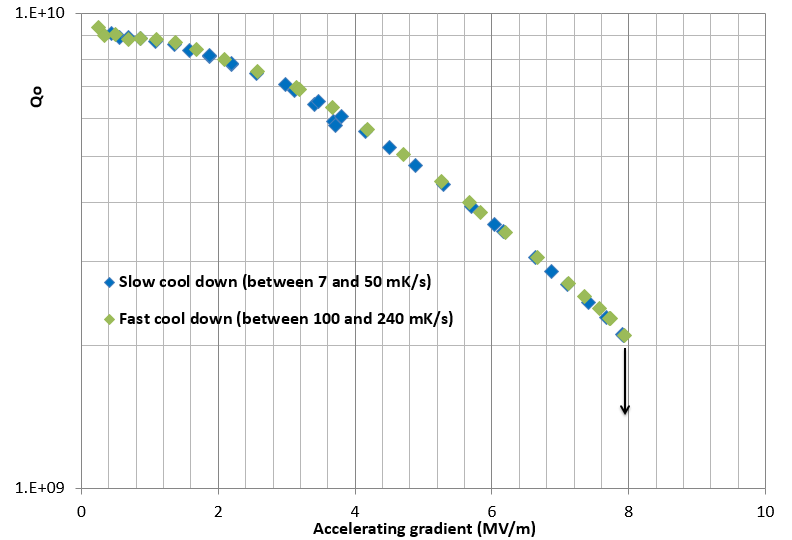 1.E+10
Qo
Slow cool down (between 7 and 50 mK/s)
Fast cool down (between 100 and 240 mK/s)
1.E+09
0 2 4 6 8 10
Accelerating gradient (MV/m)